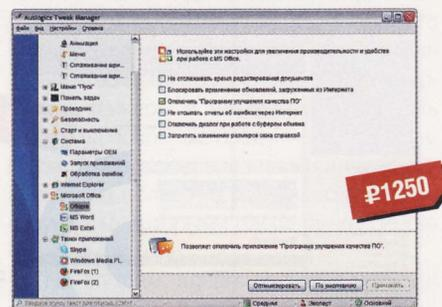 Auslogics Tweak Manager
Файл Вид Настройки Справка
Анимация
Меню
Сглаживание шри...
Сглаживание шри...
Меню "Пуск"
Панель задач
Проводник
Безопасность
Старт и выключение
Система
Параметры OEM
Запуск приложений
Обработка ошибок
Internet Explorer
Microsoft Office
Общие
MS Word
MS Excel
Твики приложений
Skype
Windows Media Pl...
FireFox (1)
FireFox (2)
Используйте эти настройки для увеличения производительности и удобства
при работе с MS Office.
Не отслеживать время редактирования документов
Блокировать применение обновлений, загруженных из Интернета
Отключить "Программу улучшения качества ПО"
Не отсылать отчеты об ошибках через Интернет
Отключить диалог при работе с буфером обмена
Запретить изменение размеров окна справкой
₽1250
Позволяет отключить приложение "Программа улучшения качества ПО".
Оптимизировать По умолчанию Применить
Средний Эксперт Основной